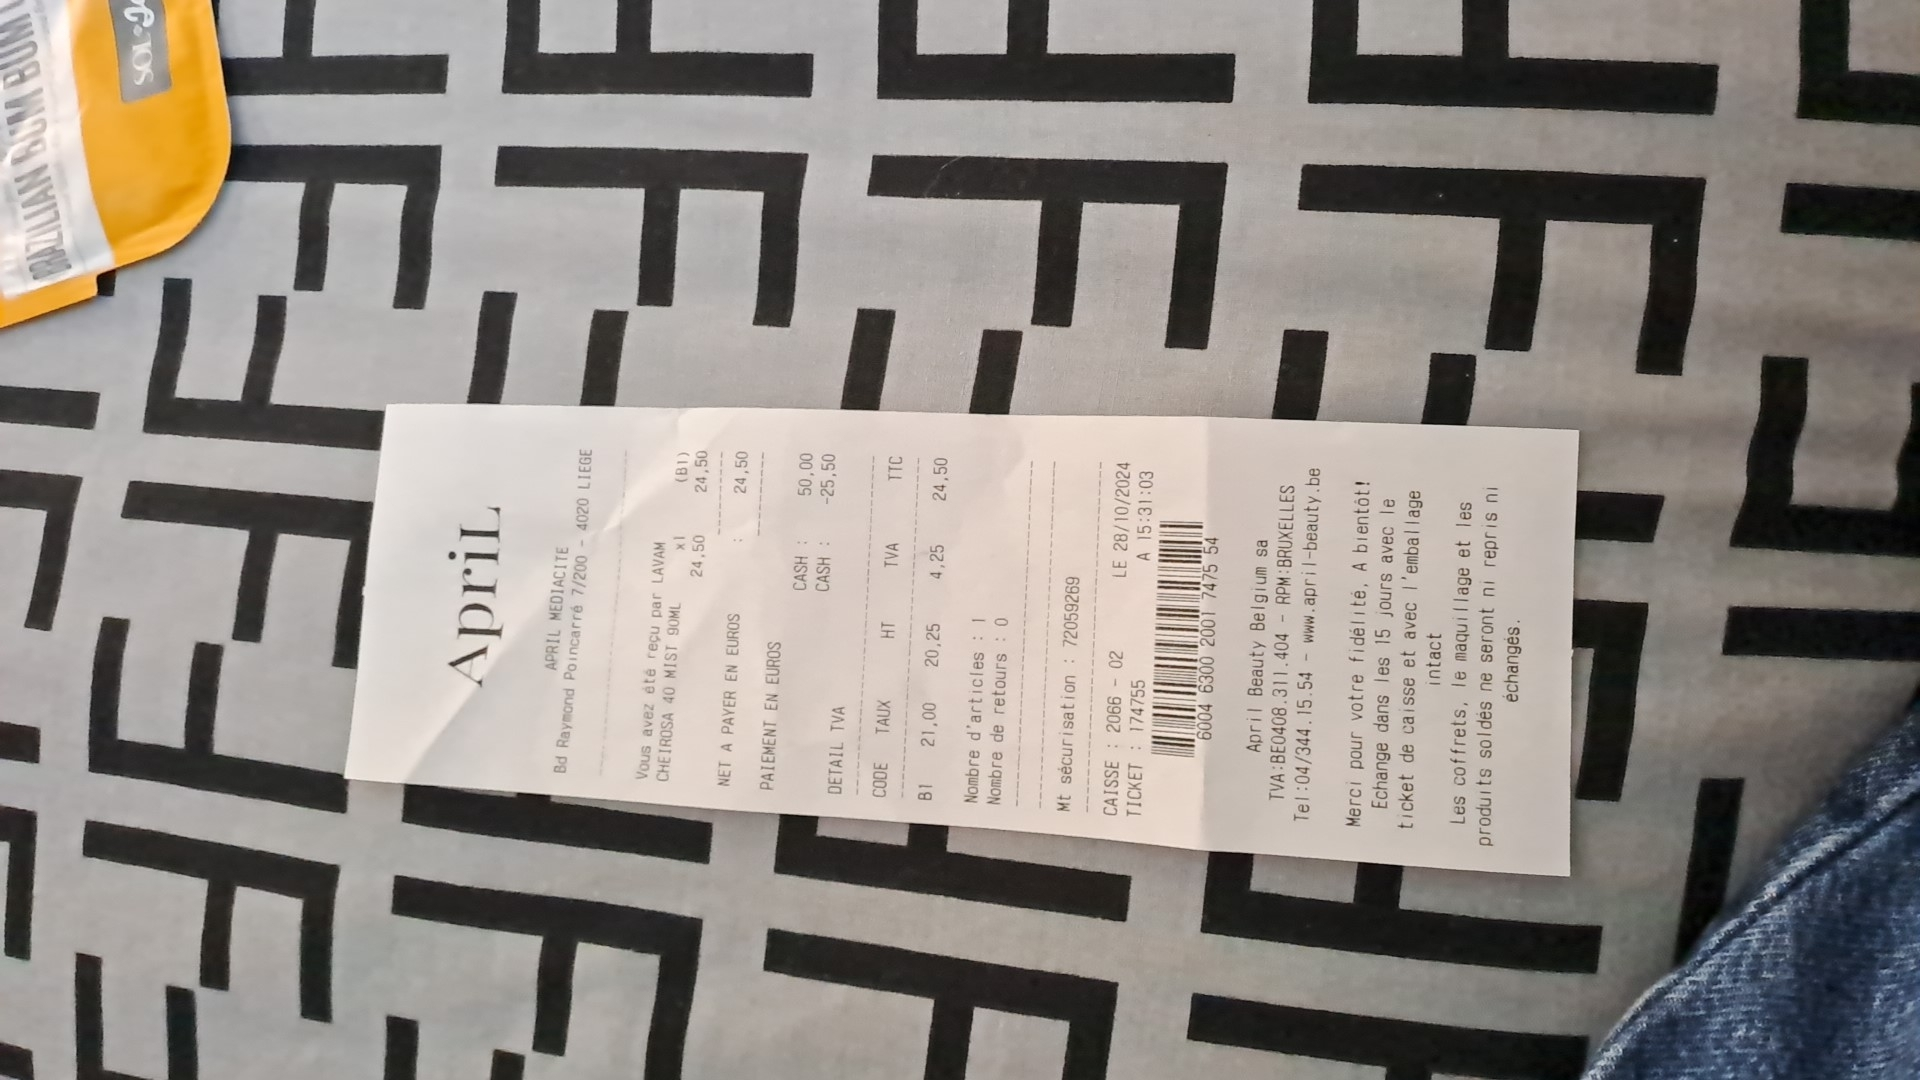 BRAZILIAN BUM BUM
SOL de
ApriL
APRIL MEDIACITE
Bd Raymond Poincarré 7/200 - 4020 LIEGE
Vous avez été reçu par LAVAM
CHEIROSA 40 MIST 90ML x1 (B1)
24,50 24,50
NET A PAYER EN EUROS : 24,50
PAIEMENT EN EUROS
CASH : 50,00
CASH : -25,50
DETAIL TVA
CODE TAUX HT TVA TTC
B1 21,00 20,25 4,25 24,50
Nombre d'articles : 1
Nombre de retours : 0
Mt sécurisation : 72059269
CAISSE : 2066 - 02 LE 28/10/2024
TICKET : 174755 A 15:31:03
6004 6300 2001 7475 54
April Beauty Belgium sa
TVA:BE0408.311.404 - RPM:BRUXELLES
Tel:04/344.15.54 - www.april-beauty.be
Merci pour votre fidélité, A bientôt!
Echange dans les 15 jours avec le
ticket de caisse et avec l'emballage
intact
Les coffrets, le maquillage et les
produits soldés ne seront ni repris ni
échangés.